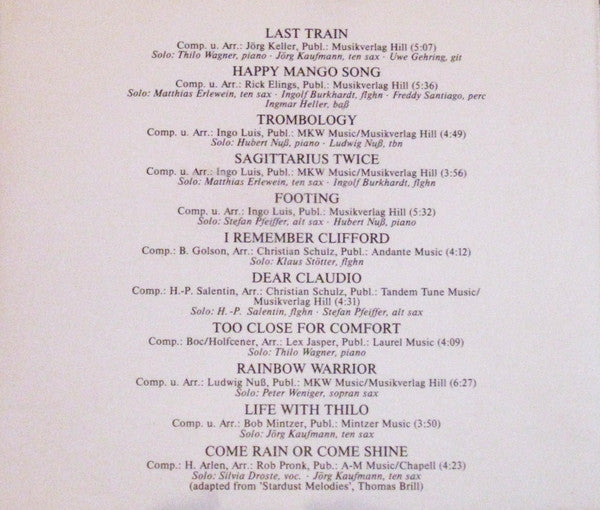 LAST TRAIN
Comp. u. Arr.: Jörg Keller, Publ.: Musikverlag Hill (5:07)
Solo: Thilo Wagner, piano · Jörg Kaufmann, ten sax · Uwe Gehring, git
HAPPY MANGO SONG
Comp. u. Arr.: Rick Elings, Publ.: Musikverlag Hill (5:36)
Solo: Matthias Erlewein, ten sax · Ingolf Burkhardt, flghn · Freddy Santiago, perc
Ingmar Heller, baß
TROMBOLOGY
Comp. u. Arr.: Ingo Luis, Publ.: MKW Music/Musikverlag Hill (4:49)
Solo: Hubert Nuß, piano · Ludwig Nuß, tbn
SAGITTARIUS TWICE
Comp. u. Arr.: Ingo Luis, Publ.: MKW Music/Musikverlag Hill (3:56)
Solo: Matthias Erlewein, ten sax · Ingolf Burkhardt, flghn
FOOTING
Comp. u. Arr.: Ingo Luis, Publ.: Musikverlag Hill (5:32)
Solo: Stefan Pfeiffer, alt sax · Hubert Nuß, piano
I REMEMBER CLIFFORD
Comp.: B. Golson, Arr.: Christian Schulz, Publ.: Andante Music (4:12)
Solo: Klaus Stötter, flghn
DEAR CLAUDIO
Comp.: H.-P. Salentin, Arr.: Christian Schulz, Publ.: Tandem Tune Music/
Musikverlag Hill (4:31)
Solo: H. -P. Salentin, flghn · Stefan Pfeiffer, alt sax
TOO CLOSE FOR COMFORT
Comp.: Boc/Holfcener, Arr.: Lex Jasper, Publ.: Laurel Music (4:09)
Solo: Thilo Wagner, piano
RAINBOW WARRIOR
Comp. u. Arr.: Ludwig Nuß, Publ.: MKW Music/Musikverlag Hill (6:27)
Solo: Peter Weniger, sopran sax
LIFE WITH THILO
Comp. u. Arr.: Bob Mintzer, Publ.: Mintzer Music (3:50)
Solo: Jörg Kaufmann, ten sax
COME RAIN OR COME SHINE
Comp.: H. Arlen, Arr.: Rob Pronk, Publ.: A-M Music/Chapell (4:23)
Solo: Silvia Droste, voc. · Jörg Kaufmann, ten sax
(adapted from 'Stardust Melodies', Thomas Brill)